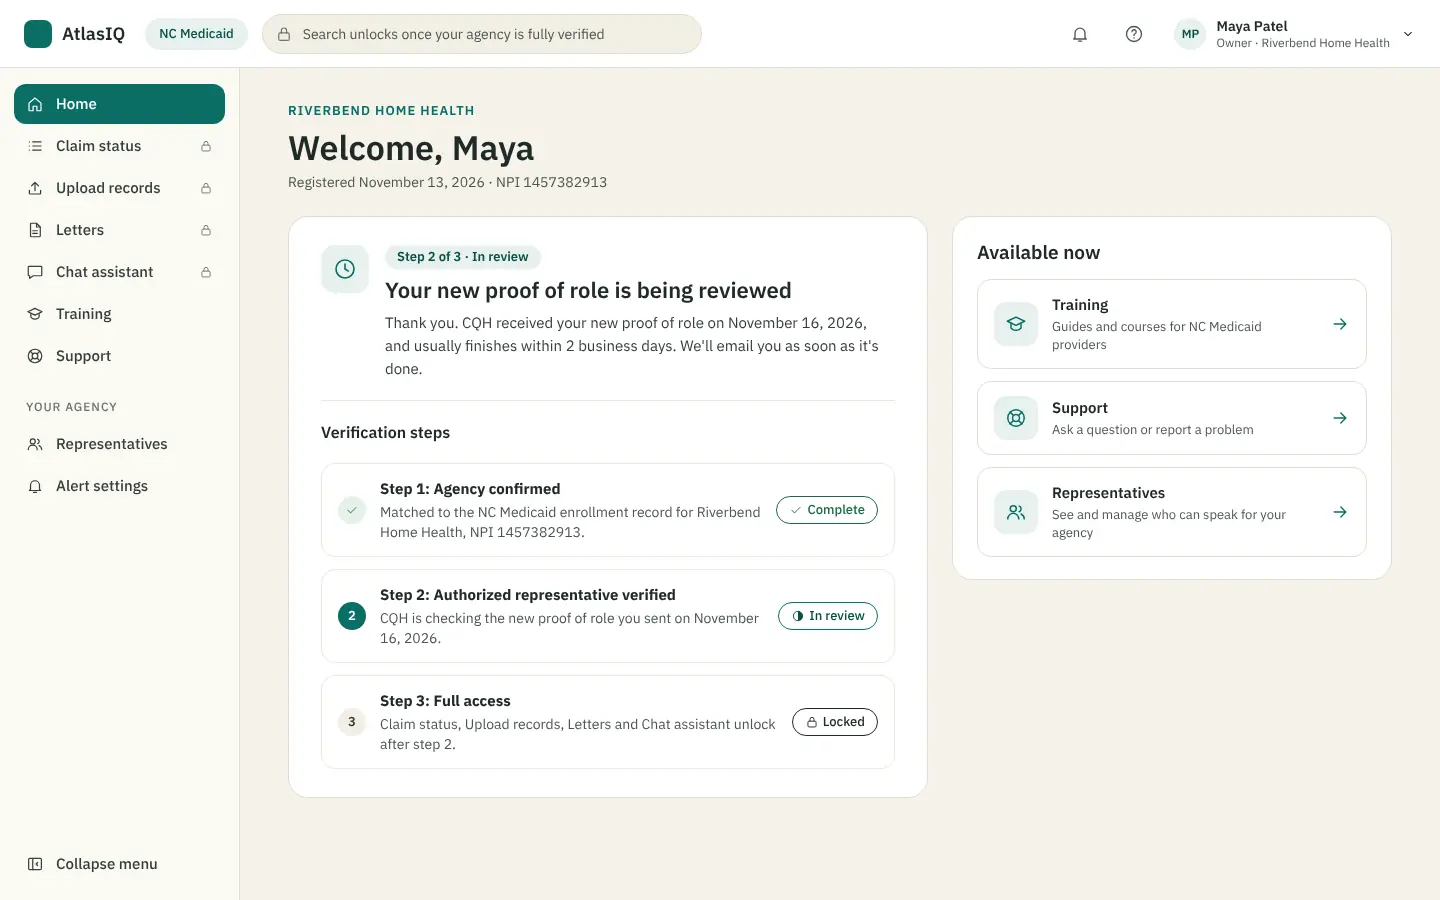 AtlasIQ
NC Medicaid
Search unlocks once your agency is fully verified
MP
Maya Patel
Owner · Riverbend Home Health
Home
Claim status
Upload records
Letters
Chat assistant
Training
Support
YOUR AGENCY
Representatives
Alert settings
Collapse menu
RIVERBEND HOME HEALTH
Welcome, Maya
Registered November 13, 2026 · NPI 1457382913
Step 2 of 3 · In review
Your new proof of role is being reviewed
Thank you. CQH received your new proof of role on November 16, 2026,
and usually finishes within 2 business days. We'll email you as soon as it's
done.
Verification steps
Step 1: Agency confirmed
Matched to the NC Medicaid enrollment record for Riverbend
Home Health, NPI 1457382913.
Complete
2
Step 2: Authorized representative verified
CQH is checking the new proof of role you sent on November
16, 2026.
In review
3
Step 3: Full access
Claim status, Upload records, Letters and Chat assistant unlock
after step 2.
Locked
Available now
Training
Guides and courses for NC Medicaid
providers
Support
Ask a question or report a problem
Representatives
See and manage who can speak for your
agency